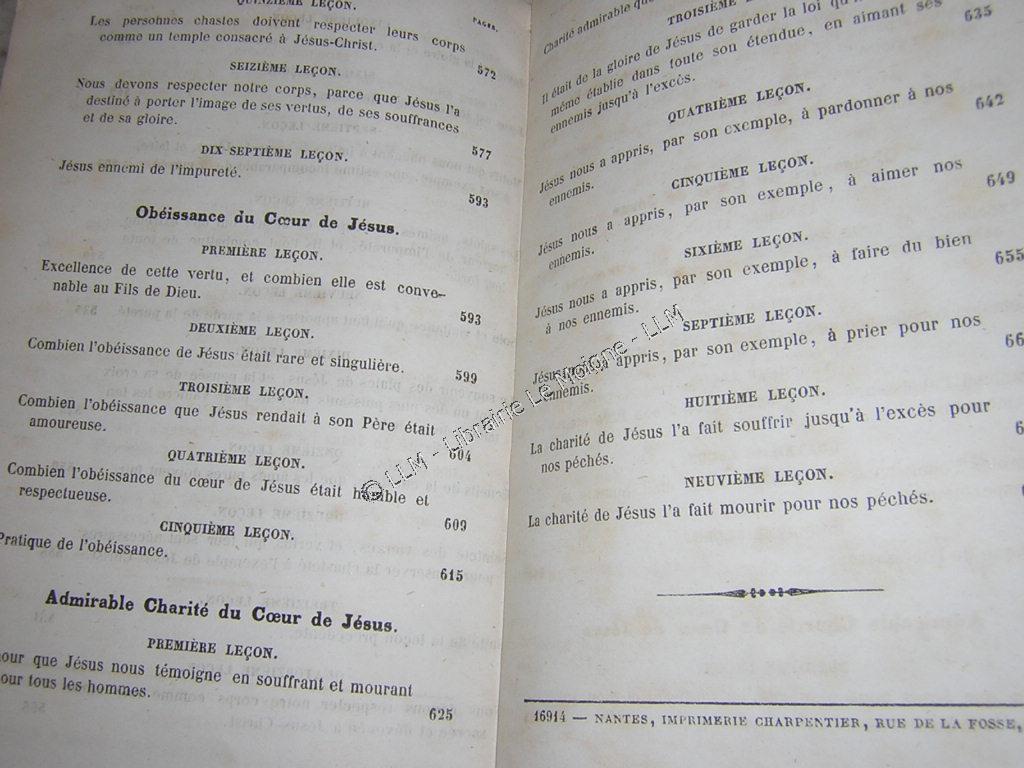 QUINZIÈME LEÇON.
PAGES.
Les personnes chastes doivent respecter leurs corps
comme un temple consacré à Jésus-Christ.
572
SEIZIÈME LEÇON.
Nous devons respecter notre corps, parce que Jésus l'a
destiné à porter l'image de ses vertus, de ses souffrances
et de sa gloire.
577
DIX-SEPTIÈME LEÇON.
Jésus ennemi de l'impureté.
593
Obéissance du Cœur de Jésus.
PREMIÈRE LEÇON.
Excellence de cette vertu, et combien elle est conve-
nable au Fils de Dieu.
593
DEUXIÈME LEÇON.
Combien l'obéissance de Jésus était rare et singulière.
599
TROISIÈME LEÇON.
Combien l'obéissance que Jésus rendait à son Père était
amoureuse.
604
QUATRIÈME LEÇON.
Combien l'obéissance du cœur de Jésus était humble et
respectueuse.
609
CINQUIÈME LEÇON.
Pratique de l'obéissance.
615
Admirable Charité du Cœur de Jésus.
PREMIÈRE LEÇON.
que Jésus nous témoigne en souffrant et mourant
tous les hommes.
625
Charité admirable
TROISIÈME
635
Il était de la gloire de Jésus de garder la loi
même établie dans toute son étendue, en aimant ses
ennemis jusqu'à l'excès.
QUATRIÈME LEÇON.
642
Jésus nous a appris, par son exemple, à pardonner à nos
ennemis.
CINQUIÈME LEÇON.
649
Jésus nous a appris, par son exemple, à aimer nos
ennemis.
SIXIÈME LEÇON.
655
Jésus nous a appris, par son exemple, à faire du bien
à nos ennemis.
SEPTIÈME LEÇON.
Jésus nous a appris, par son exemple, à prier pour nos
ennemis.
HUITIÈME LEÇON.
La charité de Jésus l'a fait souffrir jusqu'à l'excès pour
nos péchés.
NEUVIÈME LEÇON.
La charité de Jésus l'a fait mourir pour nos péchés.
16914 — NANTES, IMPRIMERIE CHARPENTIER, RUE DE LA FOSSE,
© LLM - Librairie Le Moigne - LLM